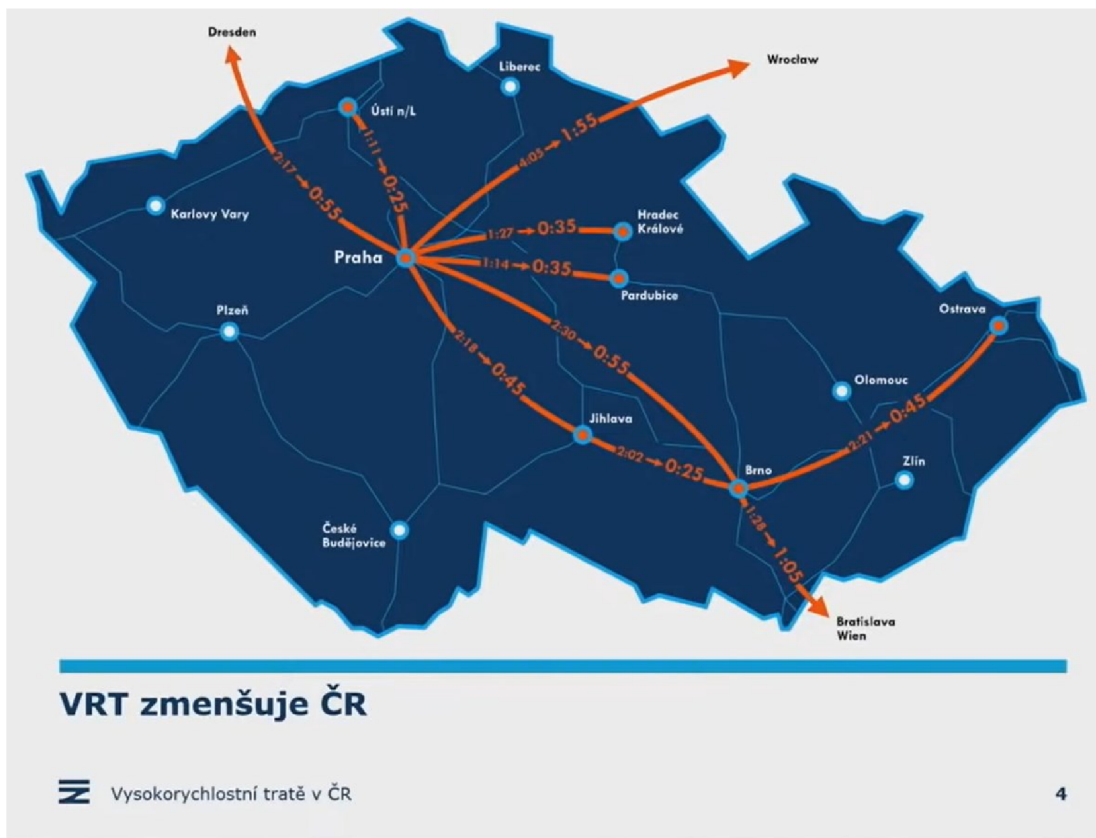 Dresden
Wrocław
Liberec
Ústí n/L
1:11 → 0:25
4:05 → 1:55
2:17 → 0:55
Karlovy Vary
Hradec
Králové
1:27 → 0:35
Praha
1:14 → 0:35
Pardubice
Plzeň
Ostrava
2:30 → 0:55
2:18 → 0:45
Olomouc
2:21 → 0:45
Jihlava
2:02 → 0:25
Brno
Zlín
1:28 → 1:05
České
Budějovice
Bratislava
Wien
VRT zmenšuje ČR
Vysokorychlostní tratě v ČR
4